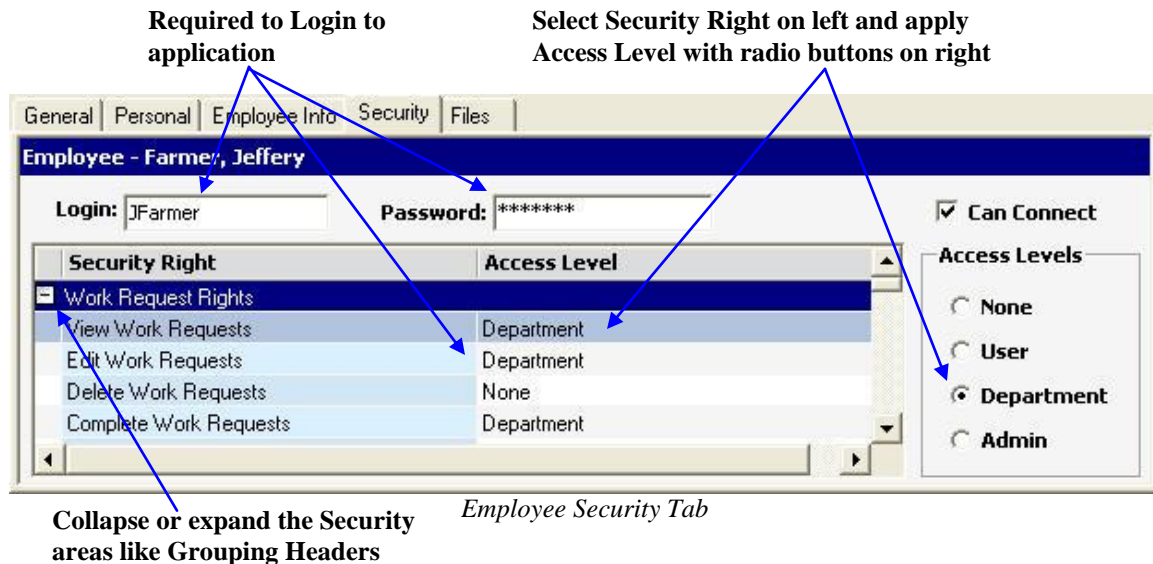 Required to Login to
application
Select Security Right on left and apply
Access Level with radio buttons on right
General Personal Employee Info Security Files
Employee - Farmer, Jeffery
Login: JFarmer Password: ******* Can Connect
Security Right Access Level
Work Request Rights
View Work Requests Department
Edit Work Requests Department
Delete Work Requests None
Complete Work Requests Department
Access Levels
None
User
Department
Admin
Employee Security Tab
Collapse or expand the Security
areas like Grouping Headers